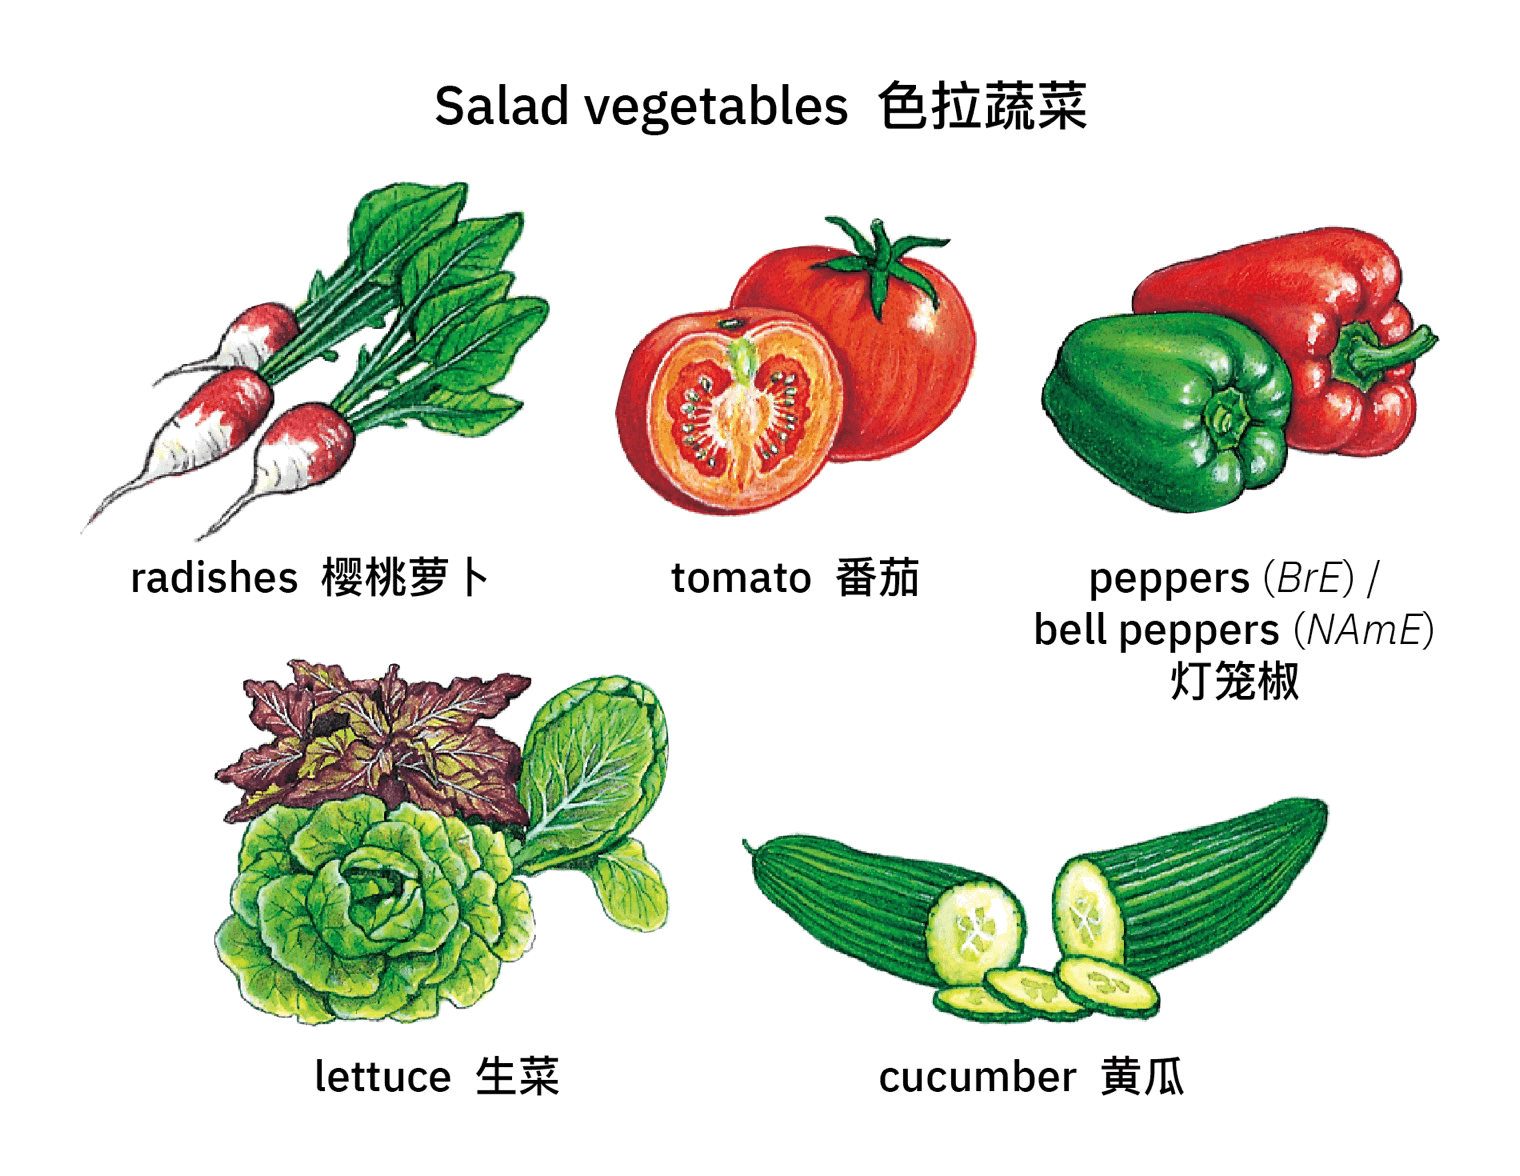 Salad vegetables 色拉蔬菜
radishes 樱桃萝卜
tomato 番茄
peppers (BrE) /
bell peppers (NAmE)
灯笼椒
lettuce 生菜
cucumber 黄瓜